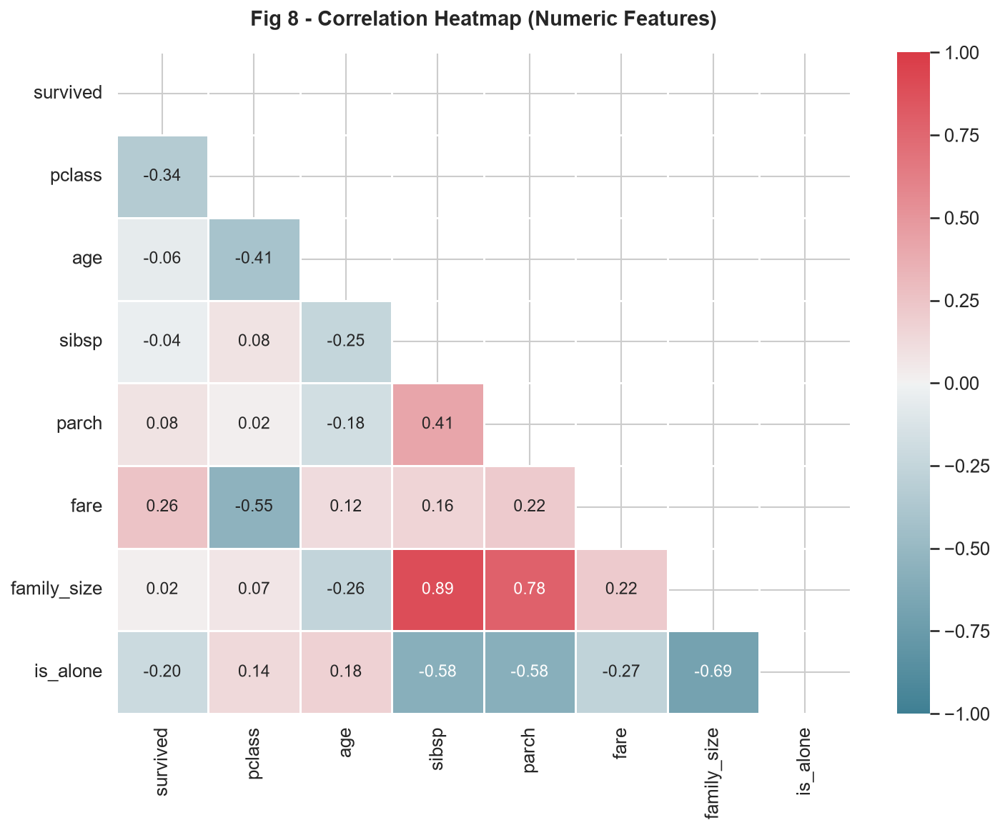 Fig 8 - Correlation Heatmap (Numeric Features)
1.00
survived
0.75
pclass -0.34
0.50
age -0.06 -0.41
0.25
sibsp -0.04 0.08 -0.25
0.00
parch 0.08 0.02 -0.18 0.41
−0.25
fare 0.26 -0.55 0.12 0.16 0.22
−0.50
family_size 0.02 0.07 -0.26 0.89 0.78 0.22
−0.75
is_alone -0.20 0.14 0.18 -0.58 -0.58 -0.27 -0.69
−1.00
survived
pclass
age
sibsp
parch
fare
family_size
is_alone